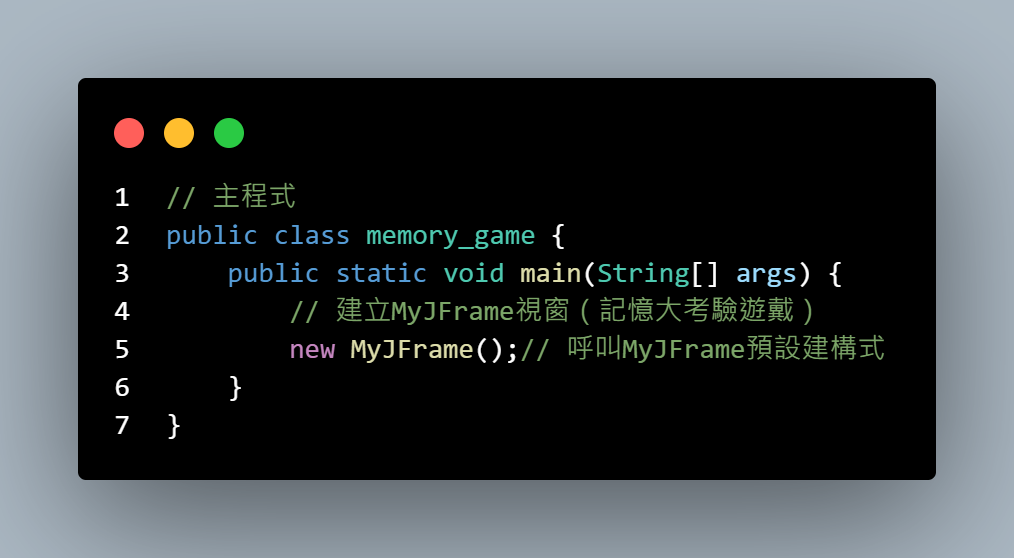 1 // 主程式
2 public class memory_game {
3     public static void main(String[] args) {
4         // 建立MyJFrame視窗（記憶大考驗遊戲）
5         new MyJFrame();// 呼叫MyJFrame預設建構式
6     }
7 }